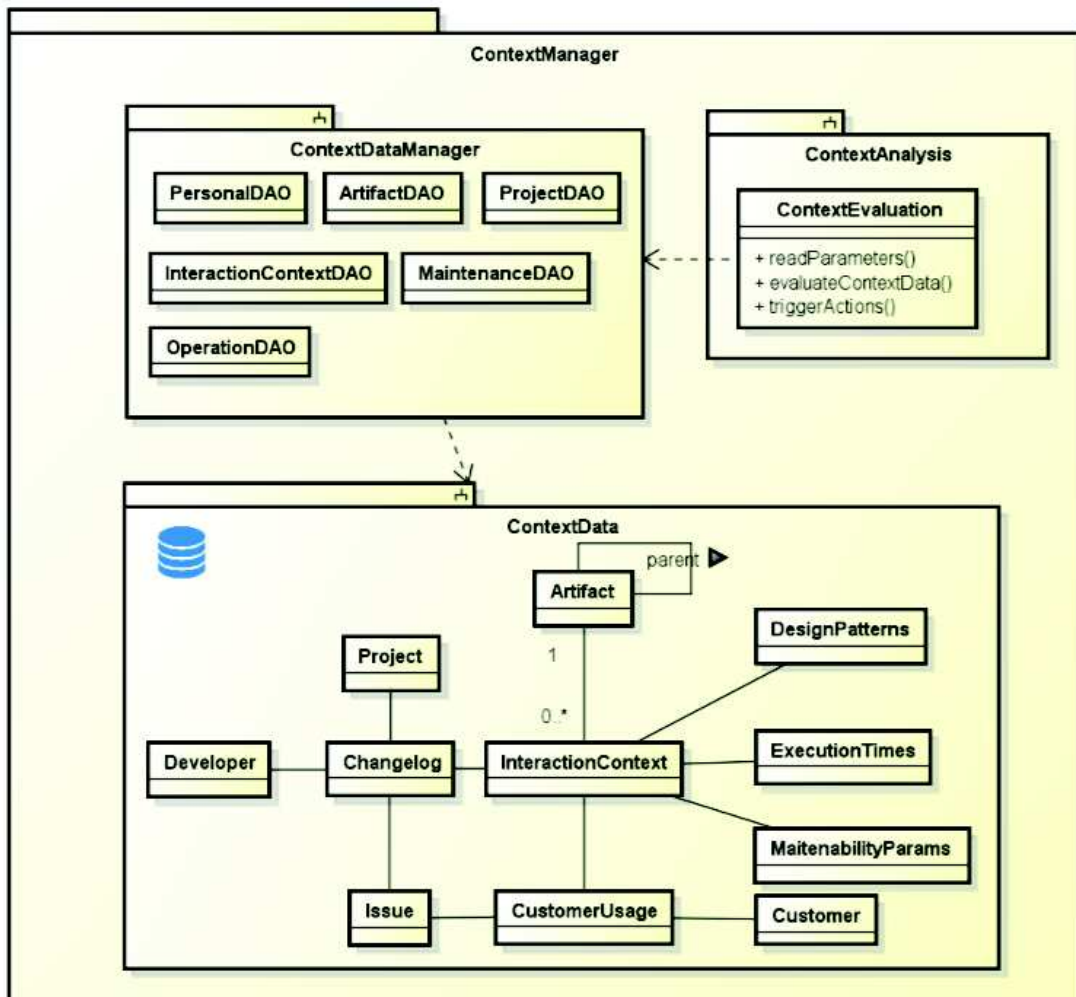 ContextManager
ContextDataManager
PersonalDAO
ArtifactDAO
ProjectDAO
InteractionContextDAO
MaintenanceDAO
OperationDAO
ContextAnalysis
ContextEvaluation
+ readParameters()
+ evaluateContextData()
+ triggerActions()
ContextData
parent
Artifact
1
0..*
DesignPatterns
Project
Developer
Changelog
InteractionContext
ExecutionTimes
MaitenabilityParams
Issue
CustomerUsage
Customer